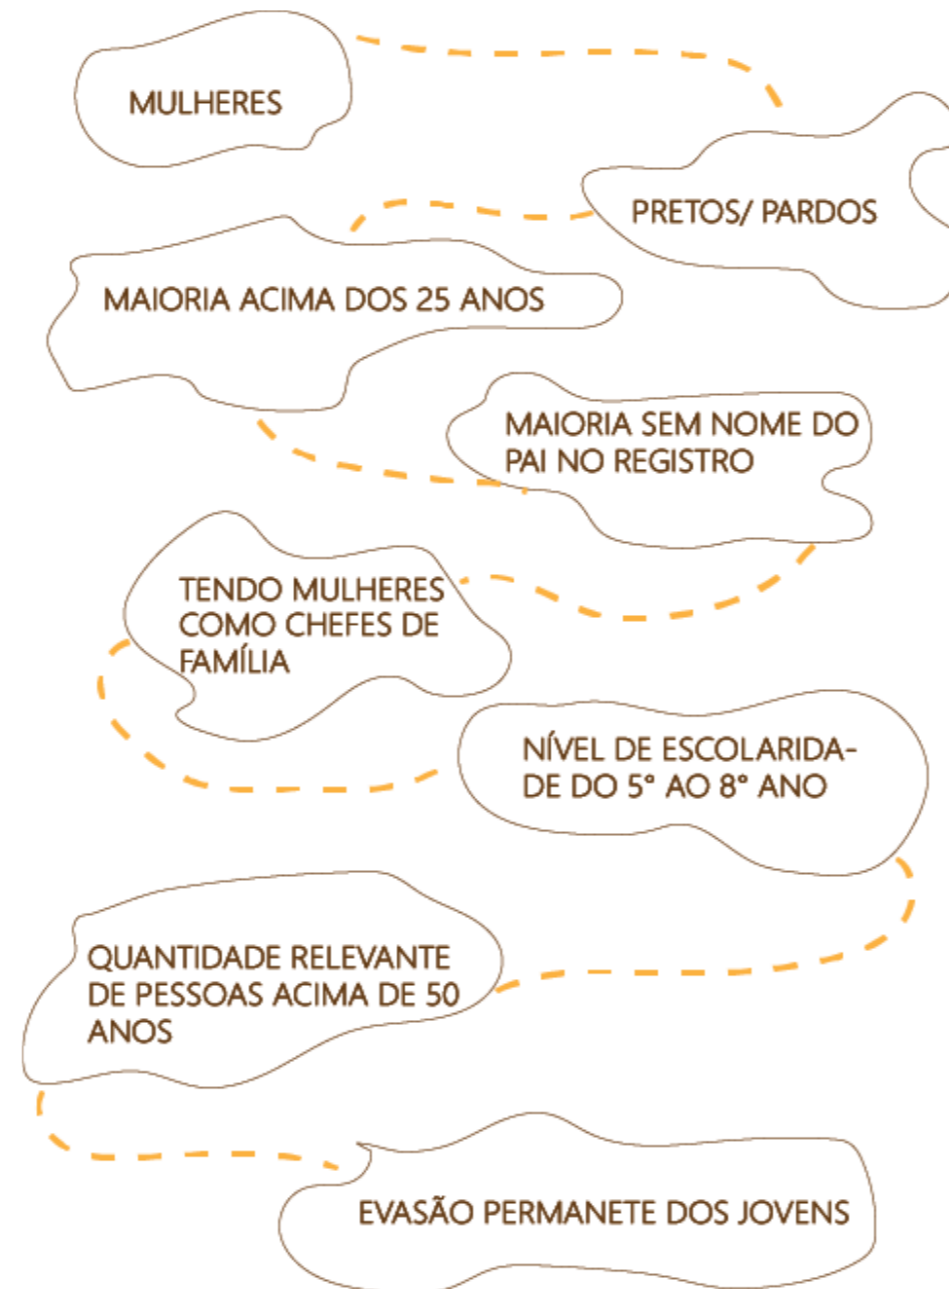 MULHERES
PRETOS/ PARDOS
MAIORIA ACIMA DOS 25 ANOS
MAIORIA SEM NOME DO
PAI NO REGISTRO
TENDO MULHERES
COMO CHEFES DE
FAMÍLIA
NÍVEL DE ESCOLARIDA-
DE DO 5° AO 8° ANO
QUANTIDADE RELEVANTE
DE PESSOAS ACIMA DE 50
ANOS
EVASÃO PERMANETE DOS JOVENS